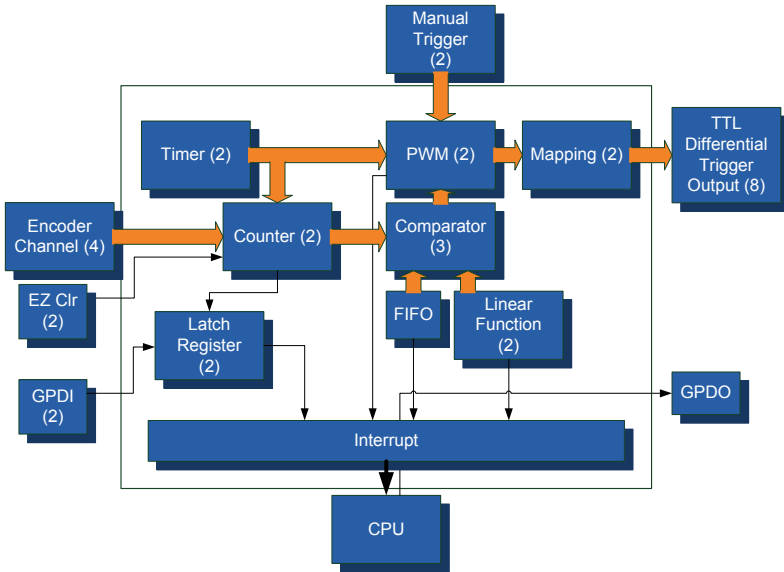 Manual
Trigger
(2)
Timer (2)
PWM (2)
Mapping (2)
TTL
Differential
Trigger
Output (8)
Encoder
Channel (4)
Counter (2)
Comparator
(3)
EZ Clr
(2)
Latch
Register
(2)
FIFO
Linear
Function
(2)
GPDI
(2)
GPDO
Interrupt
CPU